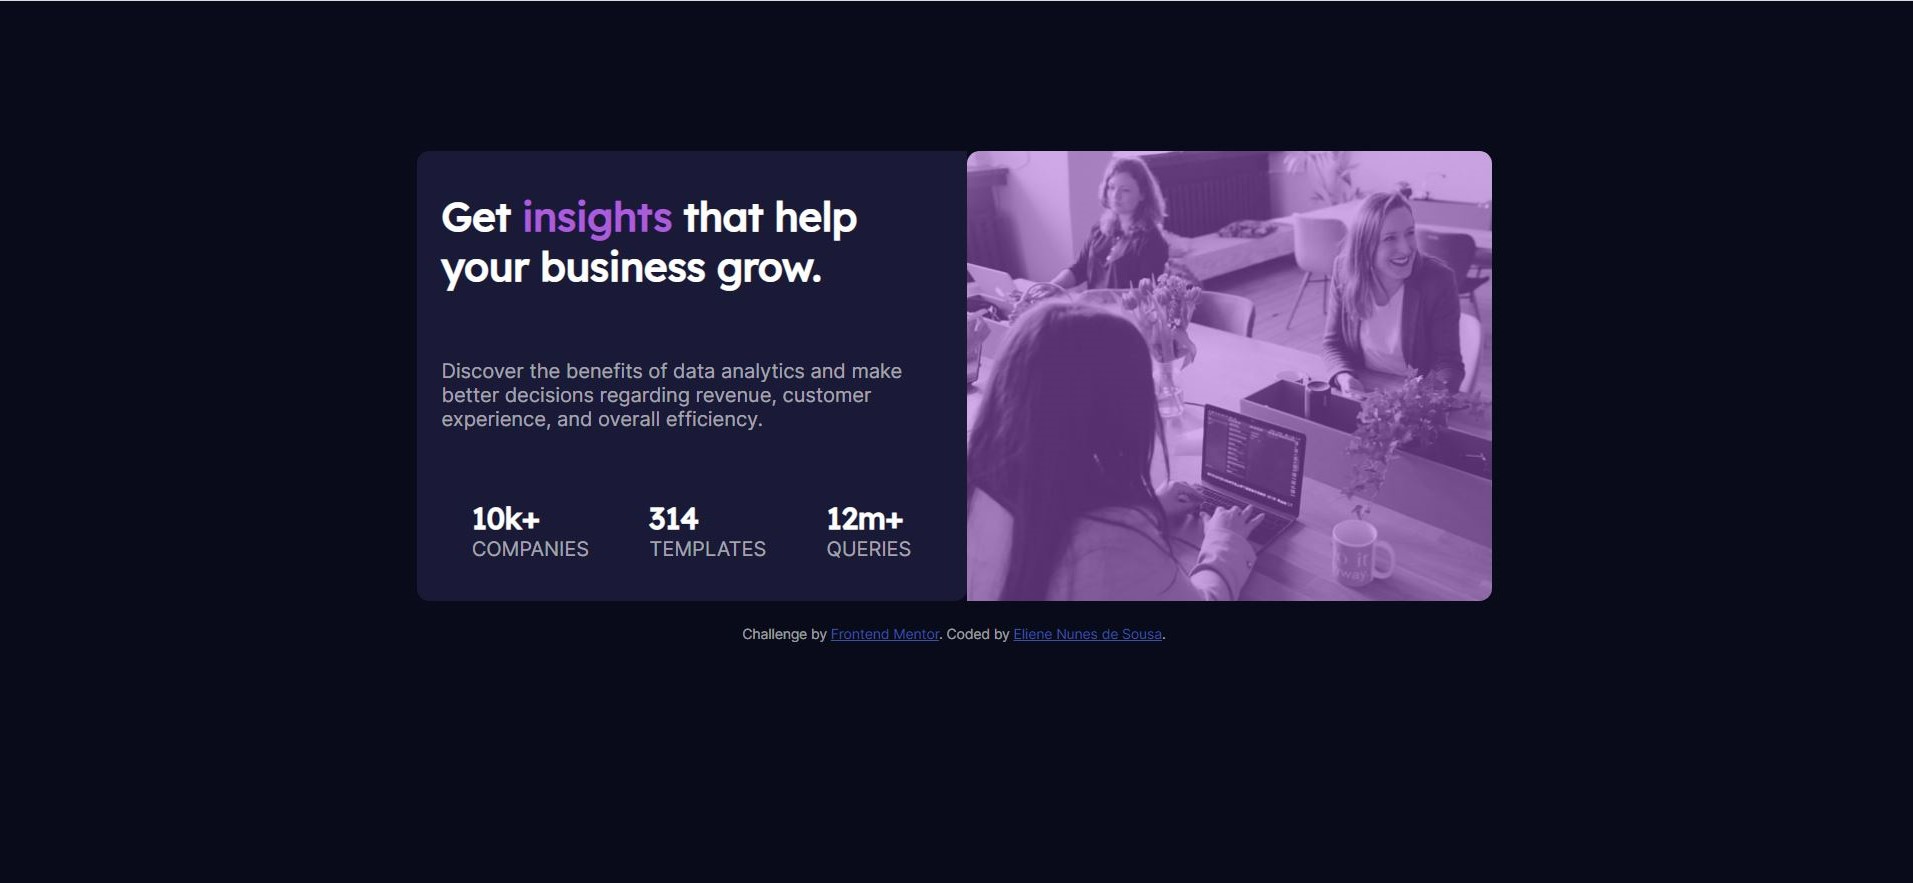 Get insights that help
your business grow.
Discover the benefits of data analytics and make
better decisions regarding revenue, customer
experience, and overall efficiency.
10k+ 314 12m+
COMPANIES TEMPLATES QUERIES
Challenge by Frontend Mentor. Coded by Eliene Nunes de Sousa.